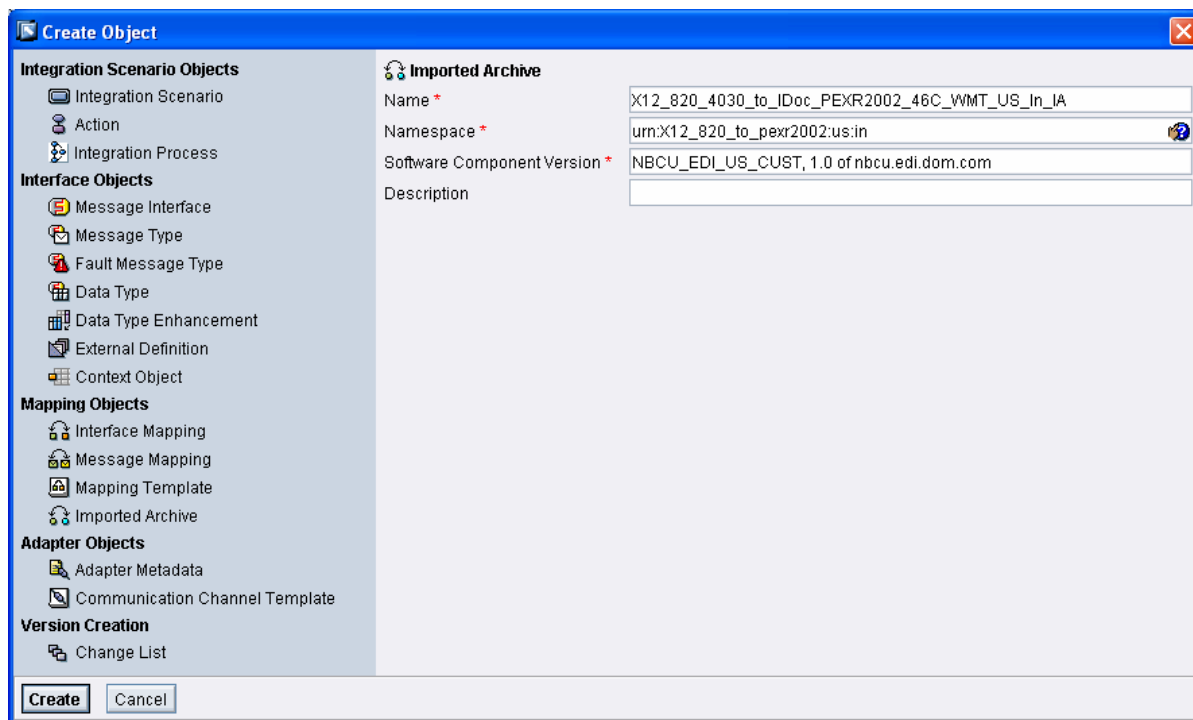 Create Object
Integration Scenario Objects
Integration Scenario
Action
Integration Process
Interface Objects
Message Interface
Message Type
Fault Message Type
Data Type
Data Type Enhancement
External Definition
Context Object
Mapping Objects
Interface Mapping
Message Mapping
Mapping Template
Imported Archive
Adapter Objects
Adapter Metadata
Communication Channel Template
Version Creation
Change List
Imported Archive
Name * X12_820_4030_to_IDoc_PEXR2002_46C_WMT_US_In_IA
Namespace * urn:X12_820_to_pexr2002:us:in
Software Component Version * NBCU_EDI_US_CUST, 1.0 of nbcu.edi.dom.com
Description
Create Cancel